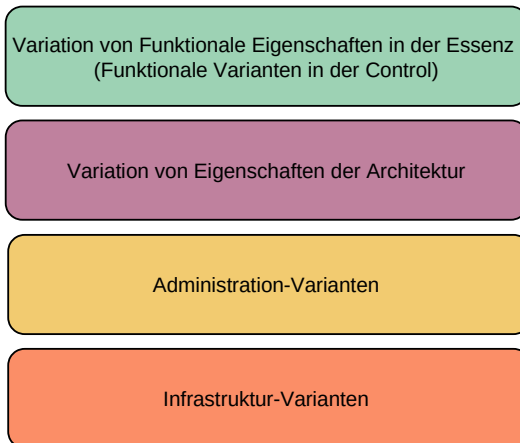 Variation von Funktionale Eigenschaften in der Essenz
(Funktionale Varianten in der Control)
Variation von Eigenschaften der Architektur
Administration-Varianten
Infrastruktur-Varianten